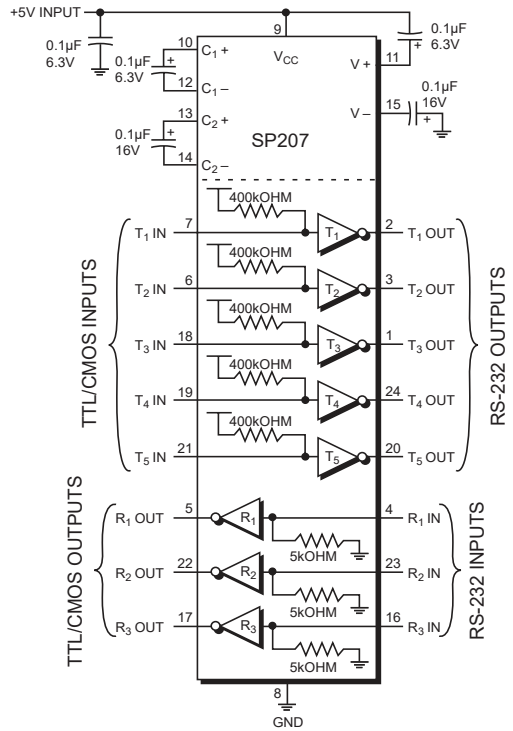 +5V INPUT
0.1µF
6.3V
9
VCC
0.1µF
6.3V
0.1µF
6.3V
10
C1 +
12
C1 –
V +
11
0.1µF
16V
13
C2 +
14
C2 –
V –
15
0.1µF
16V
SP207
400kOHM
T1 IN
7
T1
2
T1 OUT
400kOHM
T2 IN
6
T2
3
T2 OUT
400kOHM
T3 IN
18
T3
1
T3 OUT
400kOHM
T4 IN
19
T4
24
T4 OUT
400kOHM
T5 IN
21
T5
20
T5 OUT
TTL/CMOS INPUTS
RS-232 OUTPUTS
R1 OUT
5
R1
4
R1 IN
5kOHM
R2 OUT
22
R2
23
R2 IN
5kOHM
R3 OUT
17
R3
16
R3 IN
5kOHM
TTL/CMOS OUTPUTS
RS-232 INPUTS
8
GND